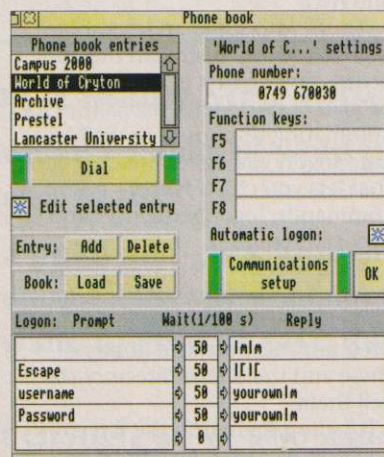 Phone book
Phone book entries
Campus 2000
World of Cryton
Archive
Prestel
Lancaster University
Dial
Edit selected entry
Entry: Add Delete
Book: Load Save
'World of C...' settings
Phone number:
0749 670030
Function keys:
F5
F6
F7
F8
Automatic logon:
Communications setup
OK
Logon: Prompt Wait(1/100 s) Reply
50 |m|m
Escape 50 |C|C
username 50 yourown|m
Password 50 yourown|m
0